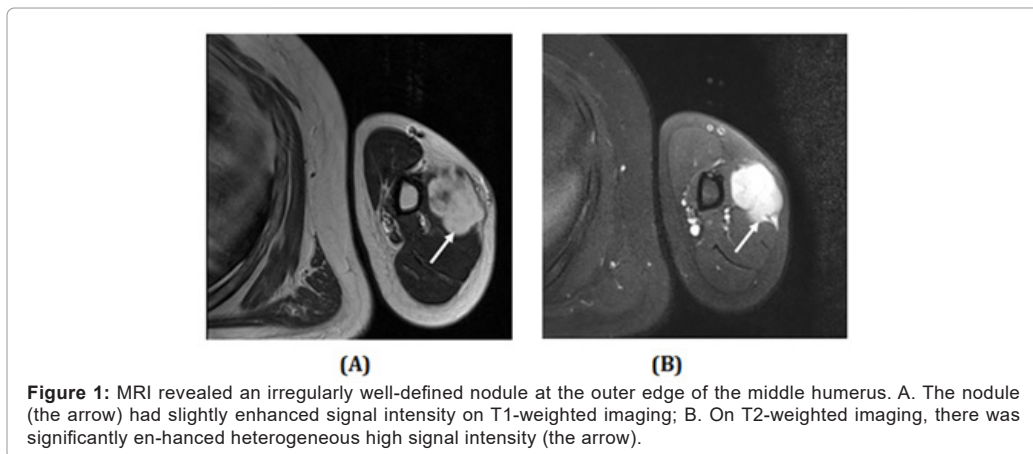 (A)
(B)
Figure 1: MRI revealed an irregularly well-defined nodule at the outer edge of the middle humerus. A. The nodule
(the arrow) had slightly enhanced signal intensity on T1-weighted imaging; B. On T2-weighted imaging, there was
significantly en-hanced heterogeneous high signal intensity (the arrow).